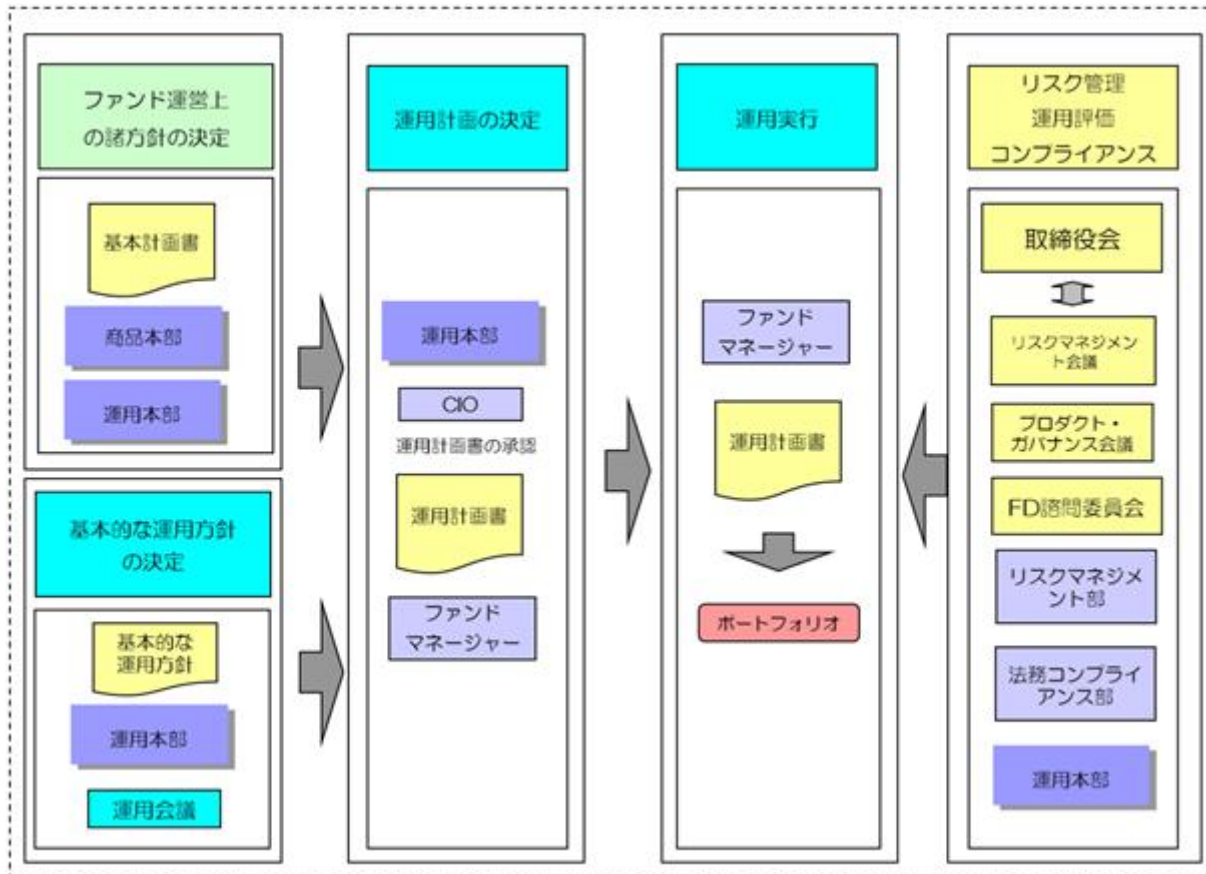 ファンド運営上
の諸方針の決定
基本計画書
商品本部
運用本部
基本的な運用方針
の決定
基本的な
運用方針
運用本部
運用会議
運用計画の決定
運用本部
CIO
運用計画書の承認
運用計画書
ファンド
マネージャー
運用実行
ファンド
マネージャー
運用計画書
ポートフォリオ
リスク管理
運用評価
コンプライアンス
取締役会
リスクマネジメン
ト会議
プロダクト・
ガバナンス会議
FD諮問委員会
リスクマネジメ
ント部
法務コンプライ
アンス部
運用本部